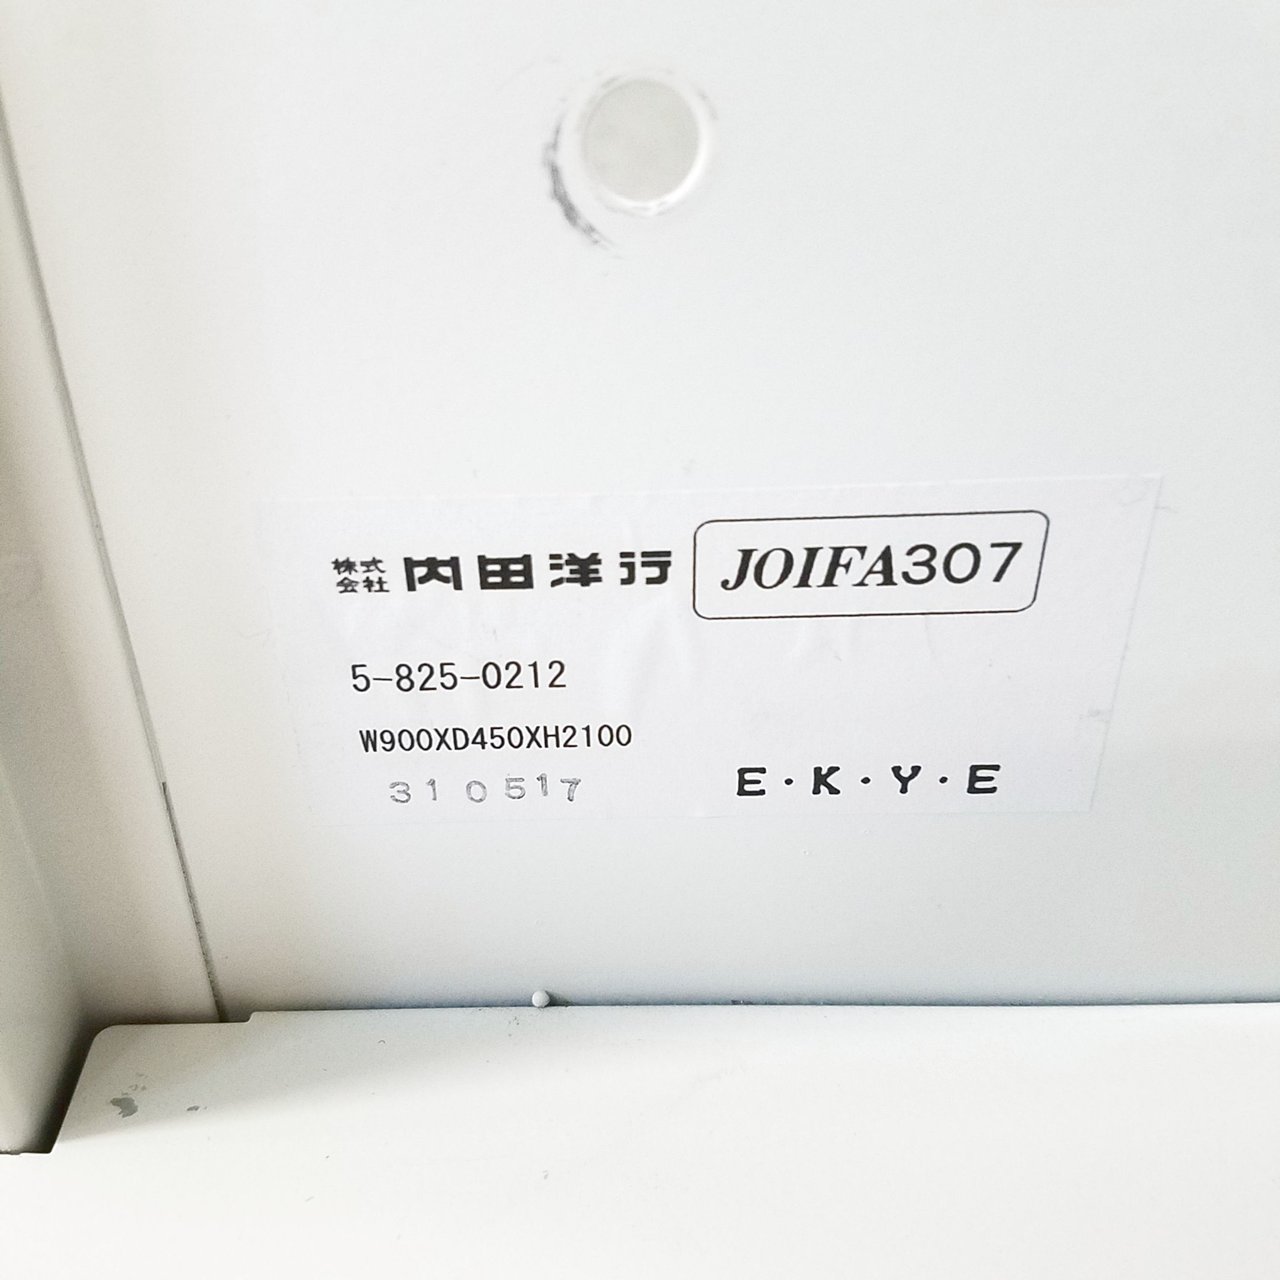 株式会社 内田洋行 JOIFA307
5-825-0212
W900XD450XH2100
310517 E・K・Y・E